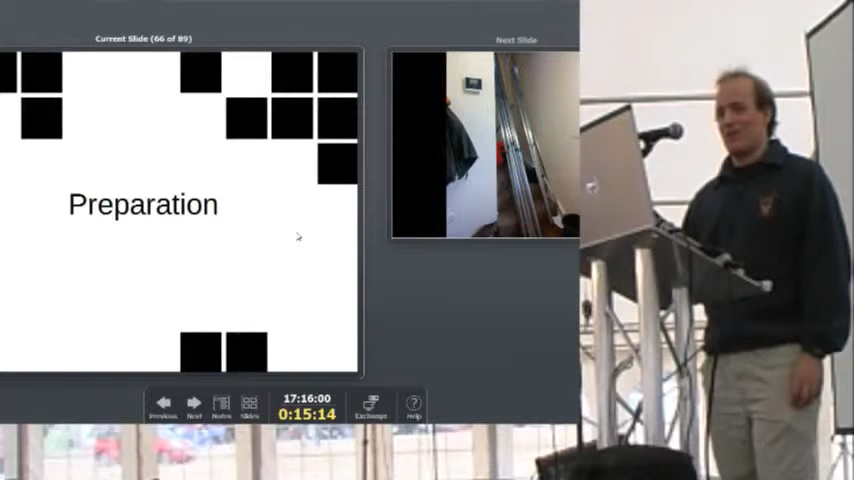 Current Slide (66 of 89)
Next Slide
Preparation
17:16:00
Previous
Next
Notes
Slides
0:15:14
Exchange
Help